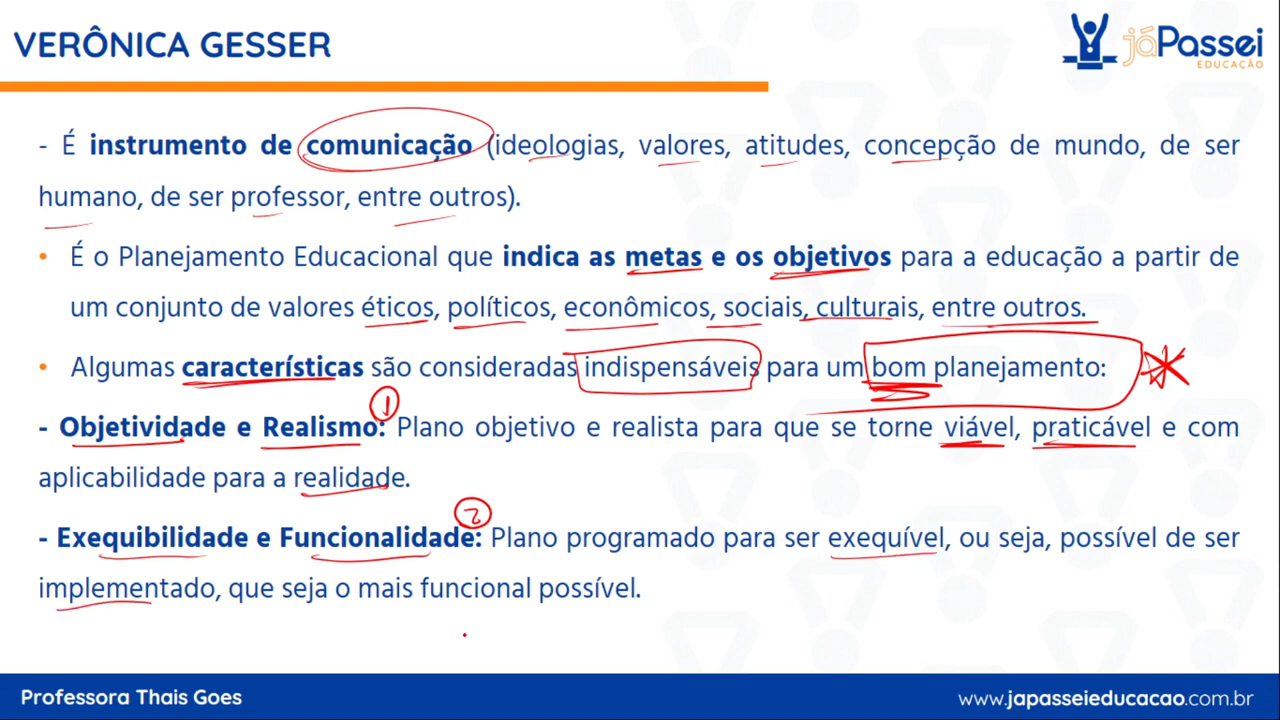 VERÔNICA GESSER
jáPassei
EDUCAÇÃO
- É instrumento de comunicação (ideologias, valores, atitudes, concepção de mundo, de ser
humano, de ser professor, entre outros).
• É o Planejamento Educacional que indica as metas e os objetivos para a educação a partir de
um conjunto de valores éticos, políticos, econômicos, sociais, culturais, entre outros.
• Algumas características são consideradas indispensáveis para um bom planejamento:
1
- Objetividade e Realismo: Plano objetivo e realista para que se torne viável, praticável e com
aplicabilidade para a realidade.
2
- Exequibilidade e Funcionalidade: Plano programado para ser exequível, ou seja, possível de ser
implementado, que seja o mais funcional possível.
Professora Thais Goes
www.japasseieducacao.com.br